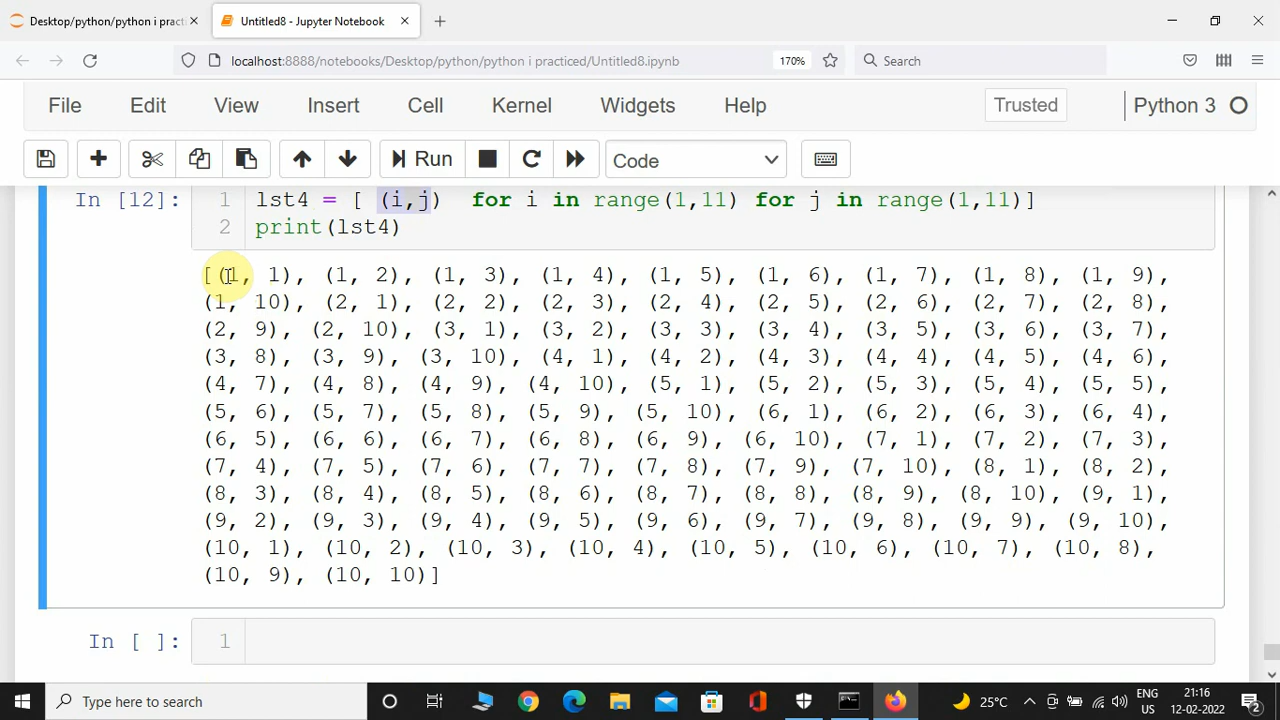 Desktop/python/python i practi
Untitled8 - Jupyter Notebook
localhost:8888/notebooks/Desktop/python/python i practiced/Untitled8.ipynb
170%
Search
File Edit View Insert Cell Kernel Widgets Help
Trusted
Python 3
Run
Code
In [12]:
1 lst4 = [ (i,j)  for i in range(1,11) for j in range(1,11)]
2 print(lst4)
[(1, 1), (1, 2), (1, 3), (1, 4), (1, 5), (1, 6), (1, 7), (1, 8), (1, 9),
(1, 10), (2, 1), (2, 2), (2, 3), (2, 4), (2, 5), (2, 6), (2, 7), (2, 8),
(2, 9), (2, 10), (3, 1), (3, 2), (3, 3), (3, 4), (3, 5), (3, 6), (3, 7),
(3, 8), (3, 9), (3, 10), (4, 1), (4, 2), (4, 3), (4, 4), (4, 5), (4, 6),
(4, 7), (4, 8), (4, 9), (4, 10), (5, 1), (5, 2), (5, 3), (5, 4), (5, 5),
(5, 6), (5, 7), (5, 8), (5, 9), (5, 10), (6, 1), (6, 2), (6, 3), (6, 4),
(6, 5), (6, 6), (6, 7), (6, 8), (6, 9), (6, 10), (7, 1), (7, 2), (7, 3),
(7, 4), (7, 5), (7, 6), (7, 7), (7, 8), (7, 9), (7, 10), (8, 1), (8, 2),
(8, 3), (8, 4), (8, 5), (8, 6), (8, 7), (8, 8), (8, 9), (8, 10), (9, 1),
(9, 2), (9, 3), (9, 4), (9, 5), (9, 6), (9, 7), (9, 8), (9, 9), (9, 10),
(10, 1), (10, 2), (10, 3), (10, 4), (10, 5), (10, 6), (10, 7), (10, 8),
(10, 9), (10, 10)]
In [ ]:
1
Type here to search
25°C
ENG
US
21:16
12-02-2022
2